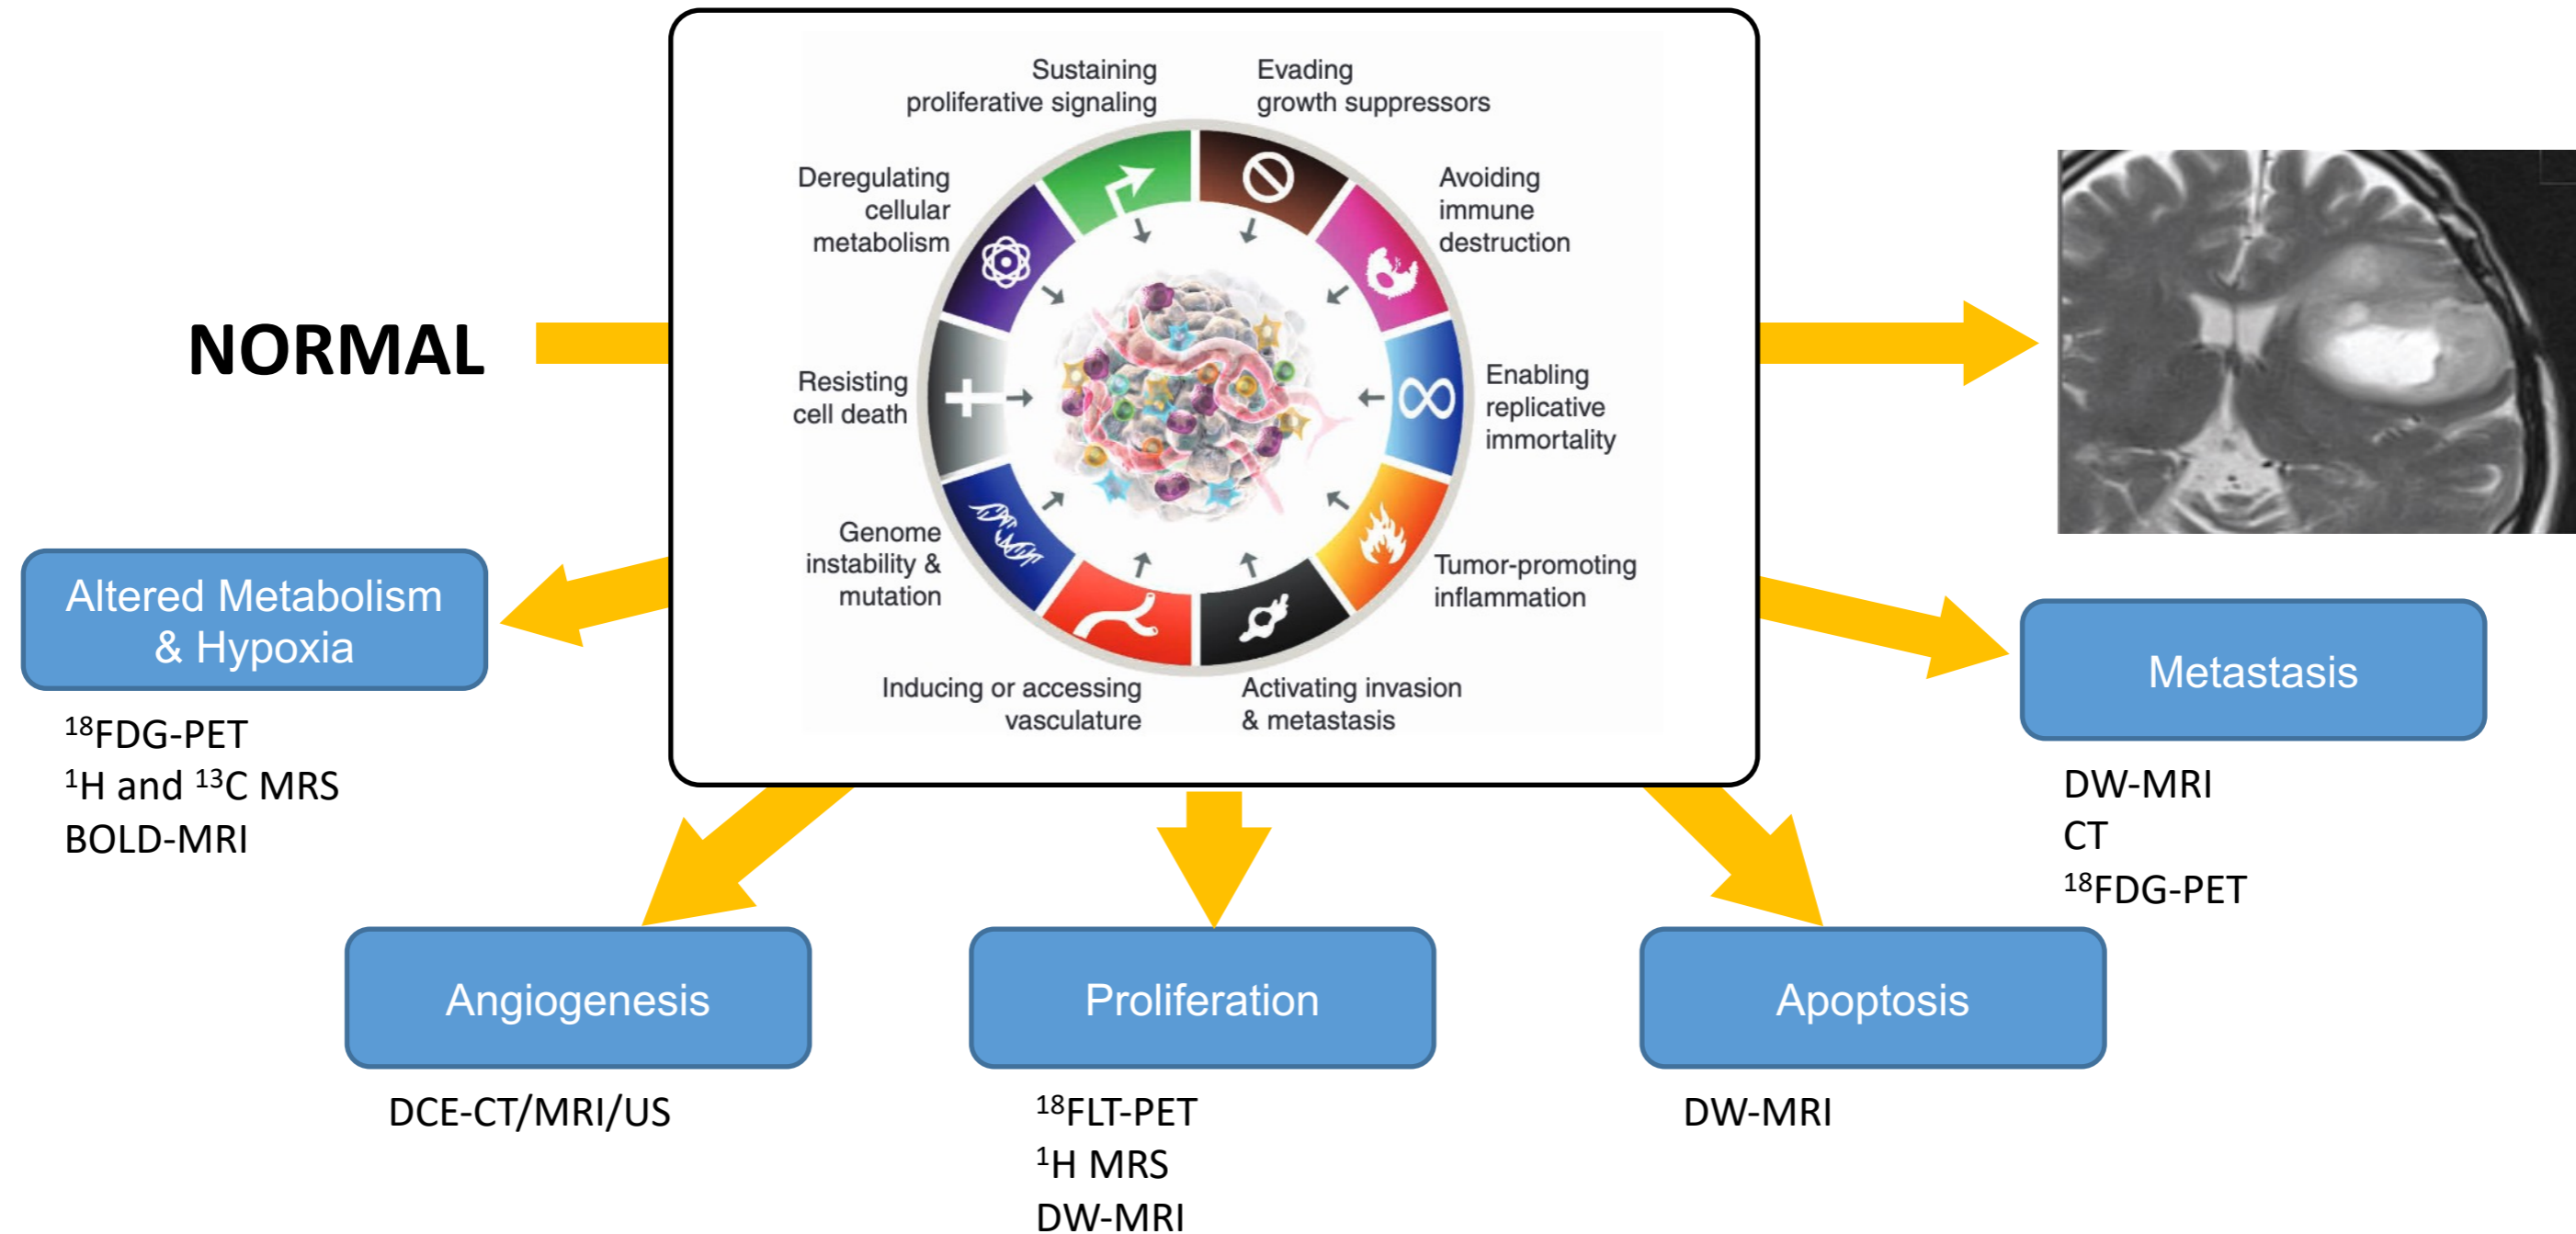 Sustaining
proliferative signaling
Evading
growth suppressors
Deregulating
cellular
metabolism
Avoiding
immune
destruction
NORMAL
Resisting
cell death
Enabling
replicative
immortality
Genome
instability &
mutation
Tumor-promoting
inflammation
Inducing or accessing
vasculature
Activating invasion
& metastasis
Altered Metabolism
& Hypoxia
¹⁸FDG-PET
¹H and ¹³C MRS
BOLD-MRI
Metastasis
DW-MRI
CT
¹⁸FDG-PET
Angiogenesis
DCE-CT/MRI/US
Proliferation
¹⁸FLT-PET
¹H MRS
DW-MRI
Apoptosis
DW-MRI